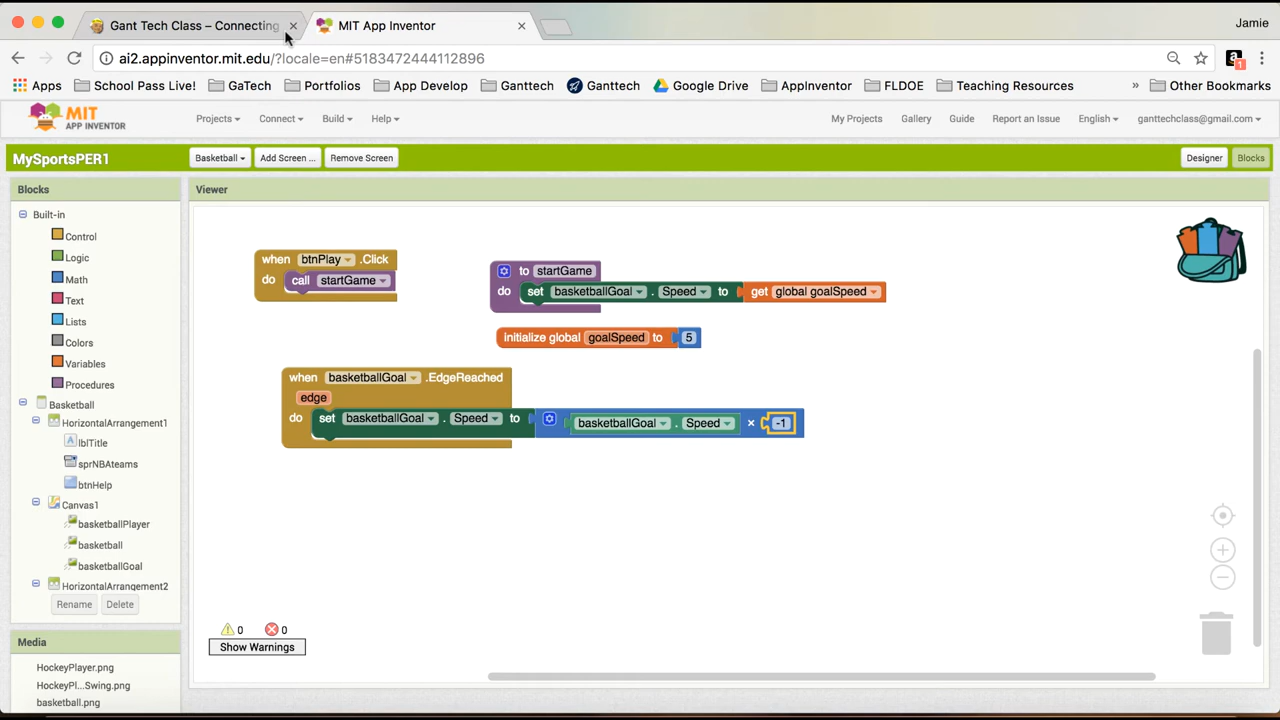 Gant Tech Class – Connecting × MIT App Inventor × Jamie
ai2.appinventor.mit.edu/?locale=en#5183472444112896
Apps School Pass Live! GaTech Portfolios App Develop Ganttech Ganttech Google Drive AppInventor FLDOE Teaching Resources » Other Bookmarks
MIT
APP INVENTOR
Projects Connect Build Help My Projects Gallery Guide Report an Issue English ganttechclass@gmail.com
MySportsPER1 Basketball Add Screen ... Remove Screen Designer Blocks
Blocks
Viewer
Built-in
Control
Logic
Math
Text
Lists
Colors
Variables
Procedures
Basketball
HorizontalArrangement1
lblTitle
sprNBAteams
btnHelp
Canvas1
basketballPlayer
basketball
basketballGoal
HorizontalArrangement2
Rename Delete
Media
HockeyPlayer.png
HockeyPl...Swing.png
basketball.png
when btnPlay .Click
do call startGame
to startGame
do set basketballGoal . Speed to get global goalSpeed
initialize global goalSpeed to 5
when basketballGoal .EdgeReached
edge
do set basketballGoal . Speed to basketballGoal . Speed × -1
0 0
Show Warnings
1